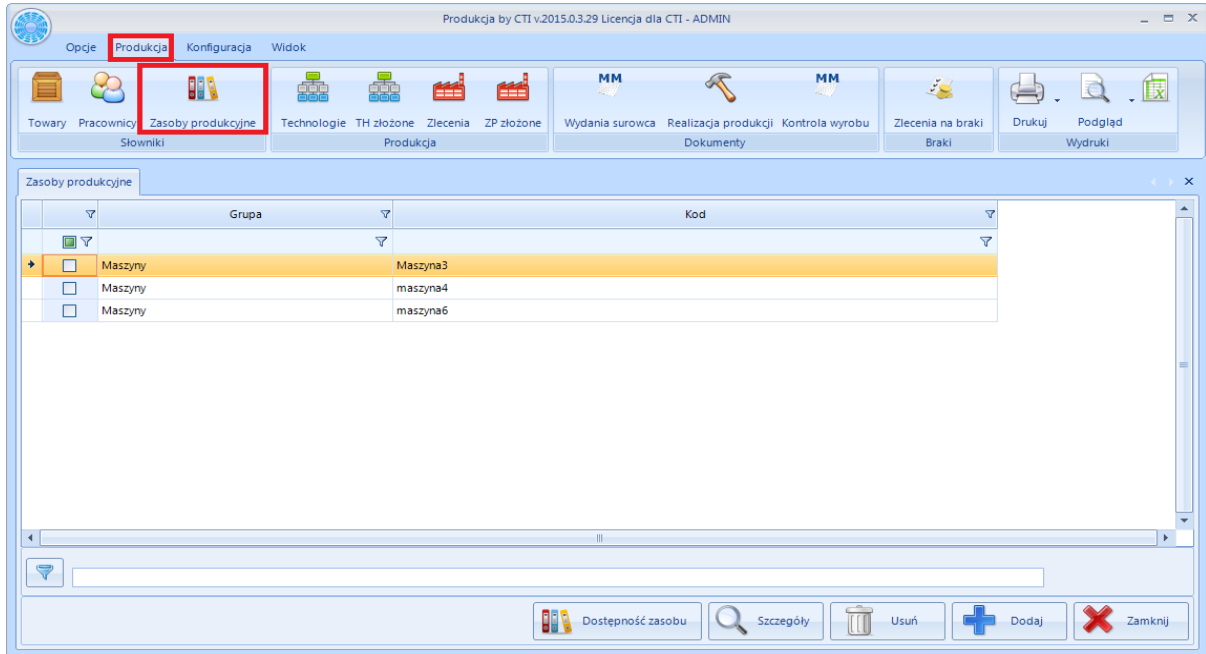 Produkcja by CTI v.2015.0.3.29 Licencja dla CTI - ADMIN
Opcje Produkcja Konfiguracja Widok
MM MM
Towary Pracownicy Zasoby produkcyjne Technologie TH złożone Zlecenia ZP złożone Wydania surowca Realizacja produkcji Kontrola wyrobu Zlecenia na braki Drukuj Podgląd
Słowniki Produkcja Dokumenty Braki Wydruki
Zasoby produkcyjne
Grupa Kod
Maszyny Maszyna3
Maszyny maszyna4
Maszyny maszyna6
Dostępność zasobu Szczegóły Usuń Dodaj Zamknij